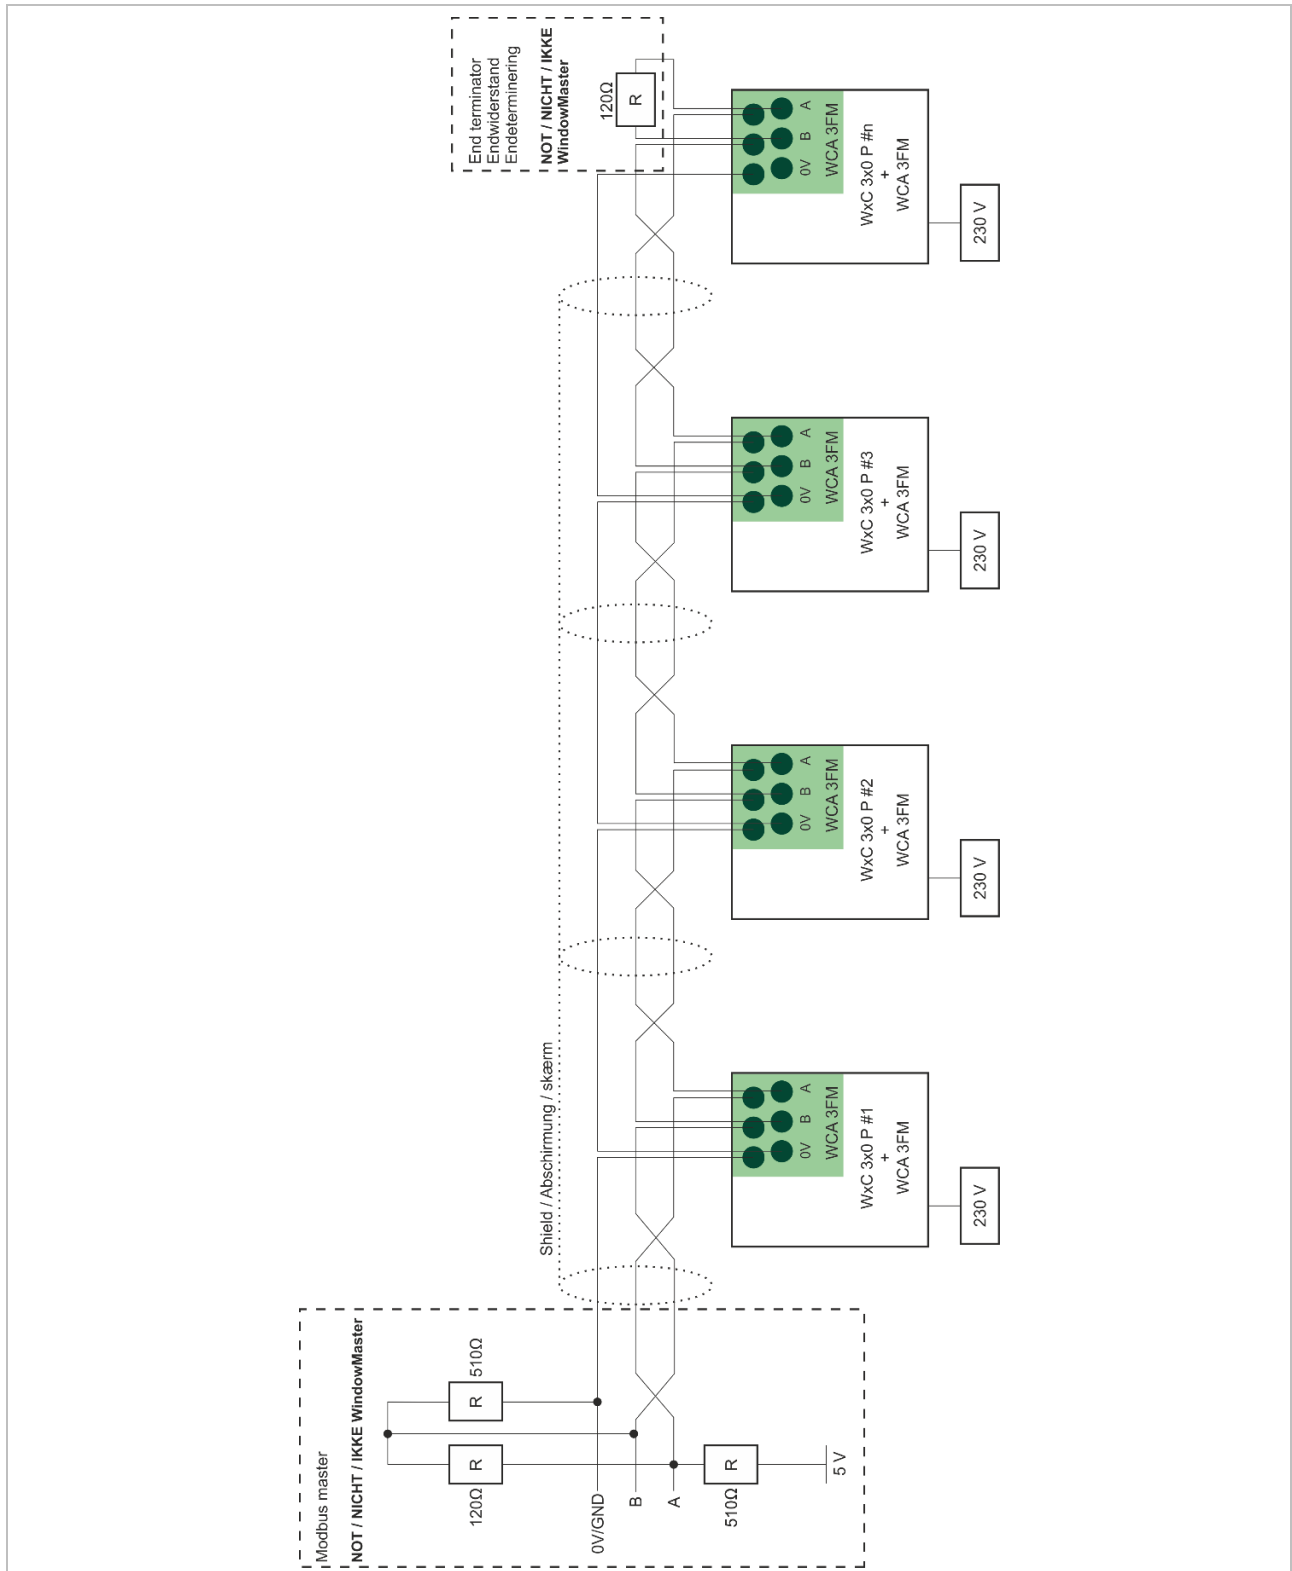 Modbus master
NOT / NICHT / IKKE WindowMaster
120Ω
R
510Ω
R
0V/GND
B
A
510Ω
R
5 V
Shield / Abschirmung / skærm
0V
B
A
WCA 3FM
WxC 3x0 P #1
+
WCA 3FM
230 V
0V
B
A
WCA 3FM
WxC 3x0 P #2
+
WCA 3FM
230 V
0V
B
A
WCA 3FM
WxC 3x0 P #3
+
WCA 3FM
230 V
End terminator
Endwiderstand
Endeterminering
NOT / NICHT / IKKE
WindowMaster
120Ω
R
0V
B
A
WCA 3FM
WxC 3x0 P #n
+
WCA 3FM
230 V